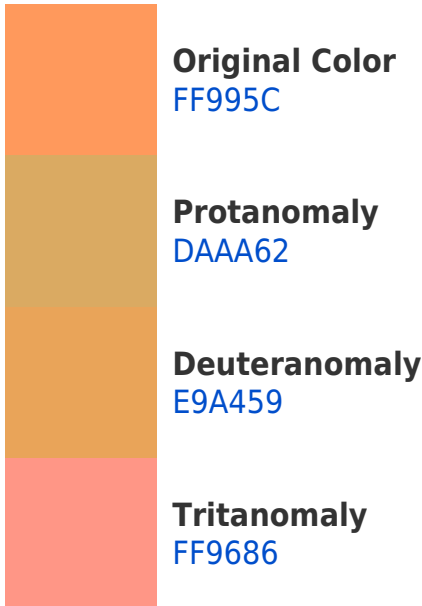 Original Color
FF995C
Protanomaly
DAAA62
Deuteranomaly
E9A459
Tritanomaly
FF9686